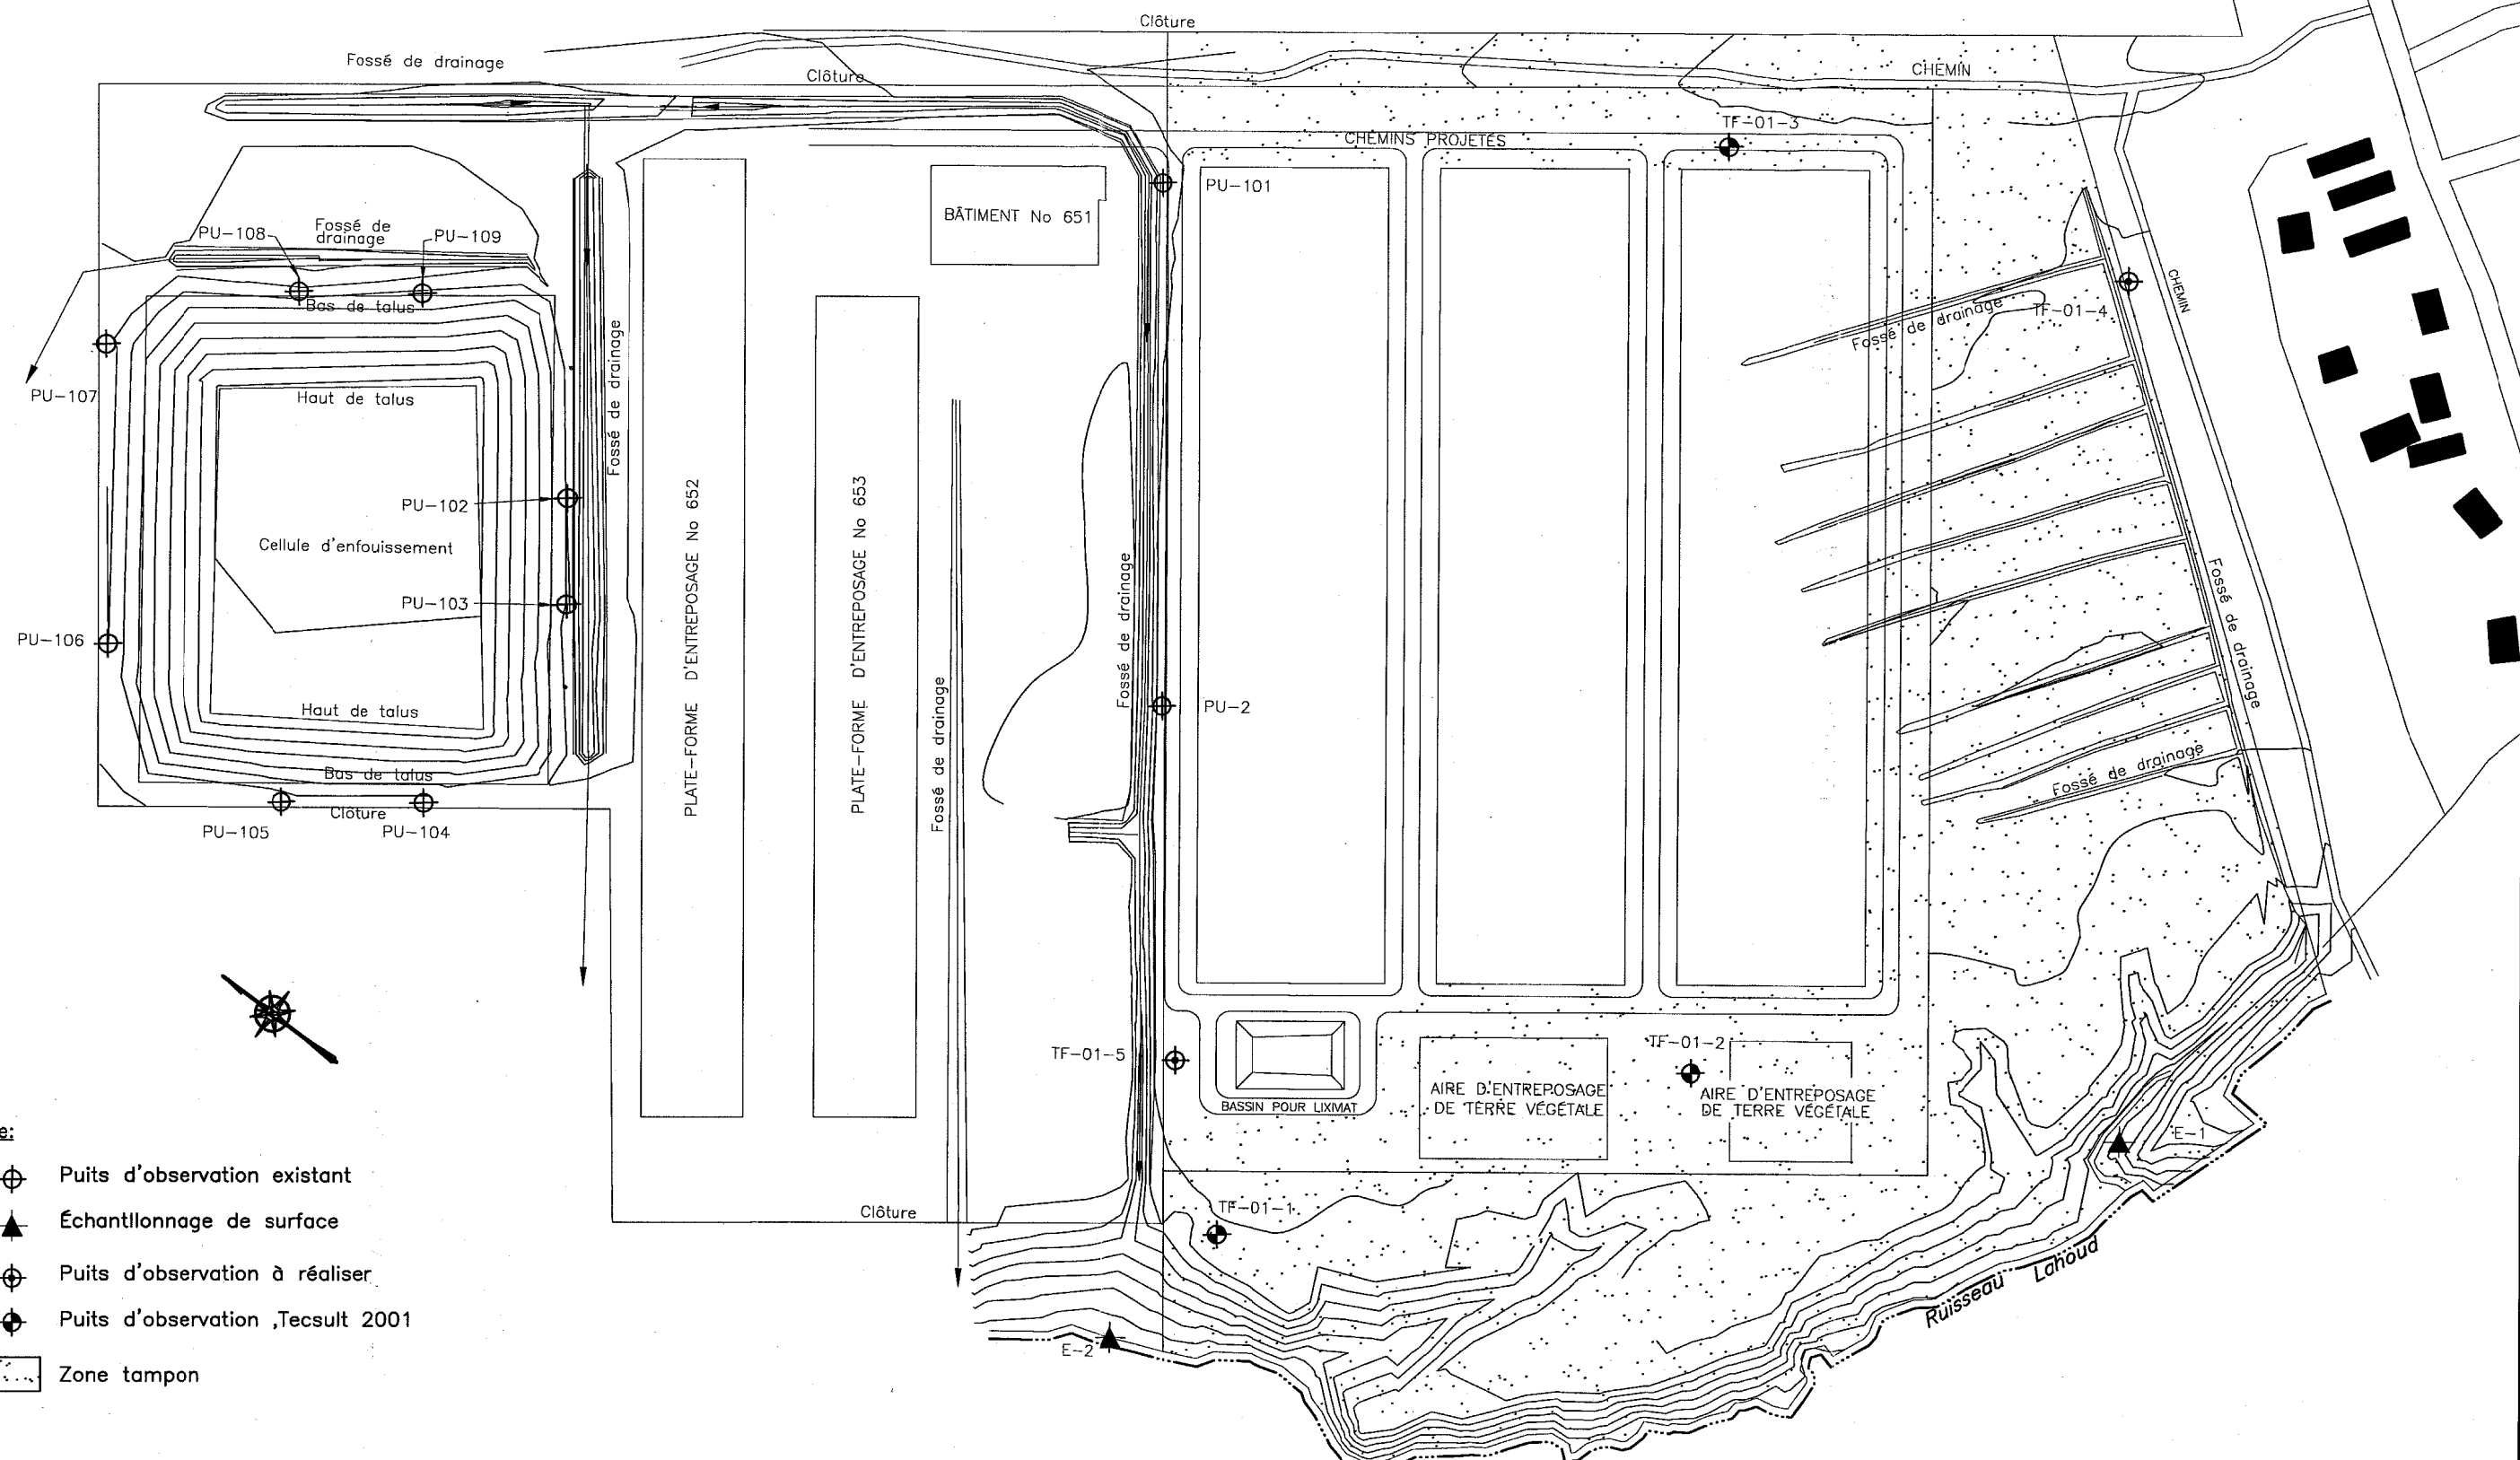 Clôture
Fossé de drainage
Clôture
CHEMIN
TF-01-3
CHEMINS PROJETÉS
PU-101
BÂTIMENT No 651
PU-108
Fossé de
drainage
PU-109
Bas de talus
CHEMIN
Fossé de drainage
TF-01-4
PU-107
Haut de talus
Fossé de drainage
PU-102
Cellule d'enfouissement
PU-103
PU-106
PLATE-FORME D'ENTREPOSAGE No 652
PLATE-FORME D'ENTREPOSAGE No 653
Fossé de drainage
Fossé de drainage
Fossé de drainage
PU-2
Haut de talus
Bas de talus
Fossé de drainage
Clôture
PU-105
PU-104
TF-01-5
TF-01-2
BASSIN POUR LIXIVIAT
AIRE D'ENTREPOSAGE
DE TERRE VÉGÉTALE
AIRE D'ENTREPOSAGE
DE TERRE VÉGÉTALE
E-1
e:
Puits d'observation existant
Échantillonnage de surface
Puits d'observation à réaliser
Puits d'observation ,Tecsult 2001
Zone tampon
Clôture
TF-01-1
E-2
Ruisseau Lahoud